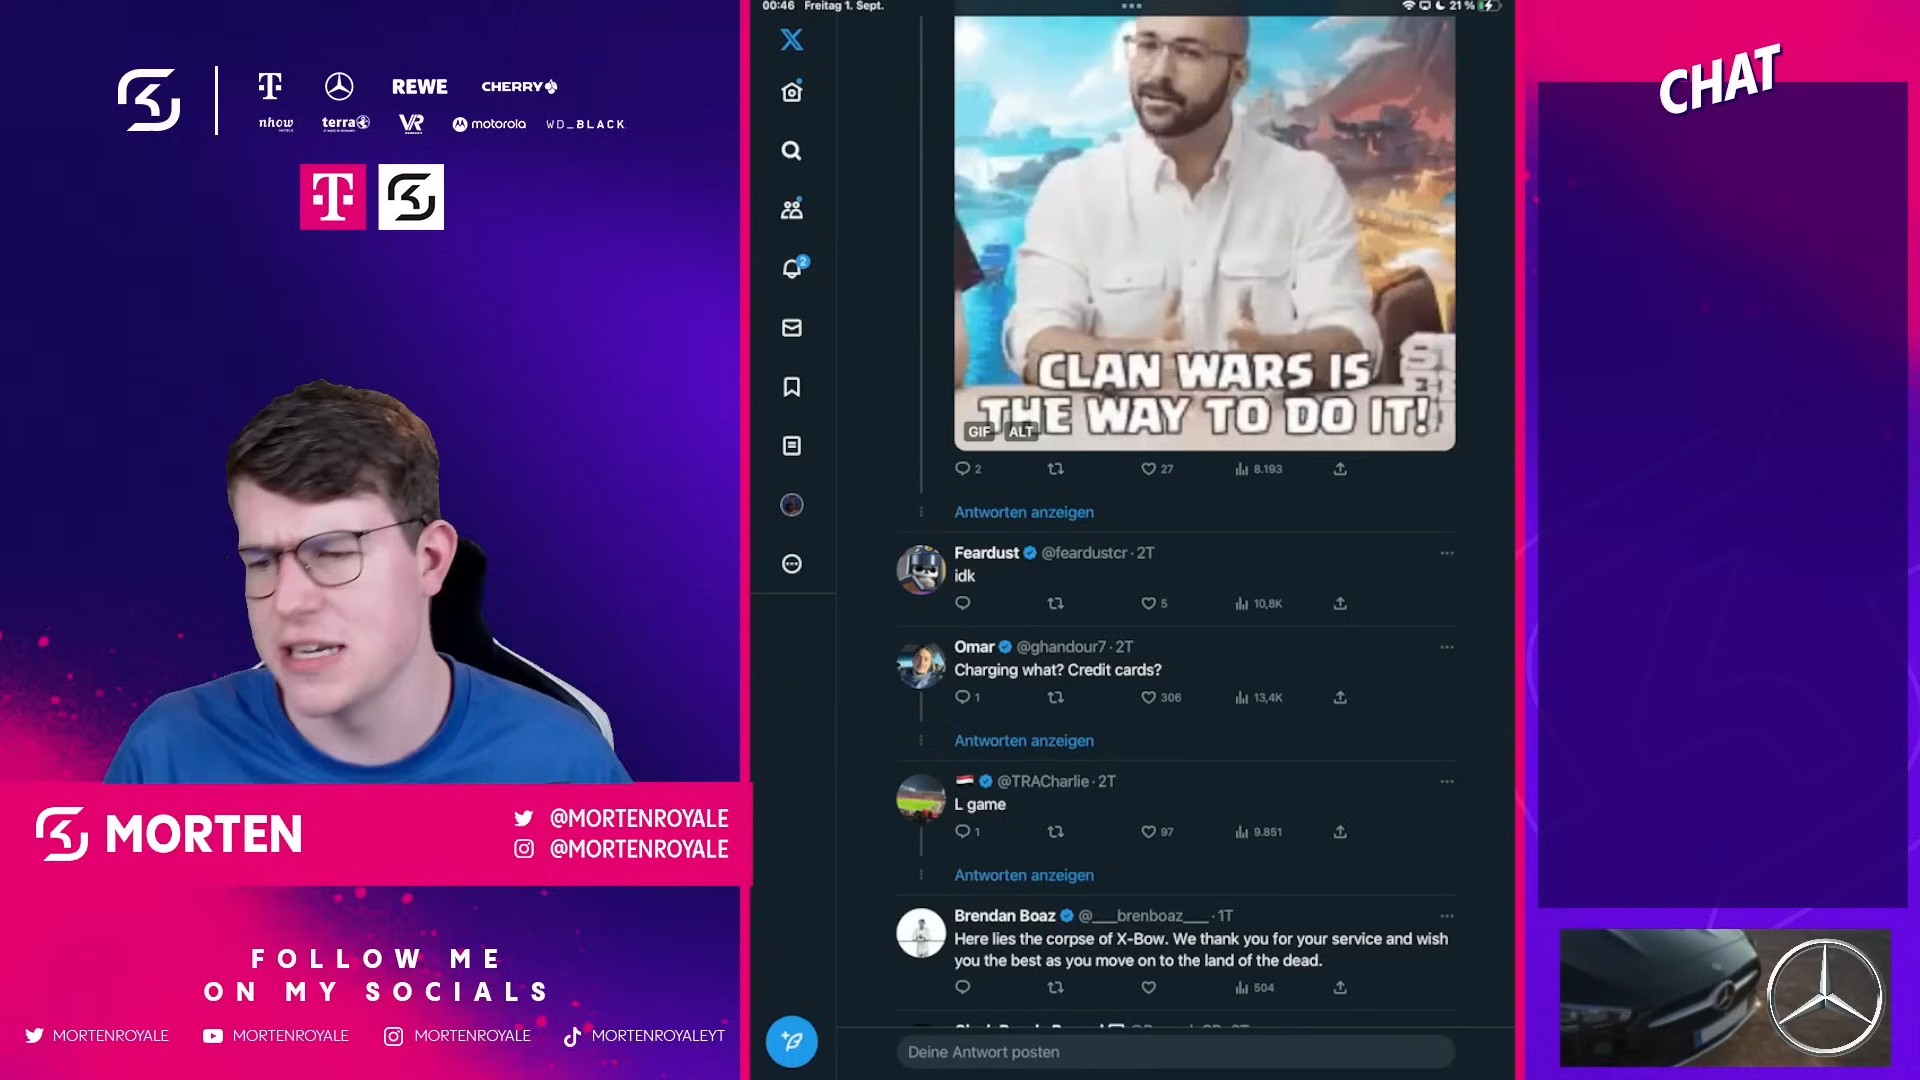 REWE
CHERRY
nhow
terra
VR
motorola
WD_BLACK
T
MORTEN
@MORTENROYALE
@MORTENROYALE
FOLLOW ME
ON MY SOCIALS
MORTENROYALE
MORTENROYALE
MORTENROYALE
MORTENROYALEYT
00:46 Freitag 1. Sept.
21 %
2
CLAN WARS IS
THE WAY TO DO IT!
GIF ALT
2 27 8.193
Antworten anzeigen
Feardust @feardustcr · 2T
idk
5 10,8K
Omar @ghandour7 · 2T
Charging what? Credit cards?
1 306 13,4K
Antworten anzeigen
@TRACharlie · 2T
L game
1 97 9.851
Antworten anzeigen
Brendan Boaz @___brenboaz___ · 1T
Here lies the corpse of X-Bow. We thank you for your service and wish
you the best as you move on to the land of the dead.
504
Deine Antwort posten
CHAT